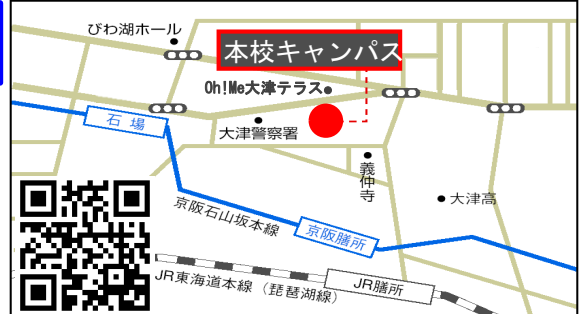 びわ湖ホール
本校キャンパス
Oh!Me大津テラス
石場
大津警察署
義仲寺
大津高
京阪石山坂本線
京阪膳所
JR東海道本線（琵琶湖線）
JR膳所